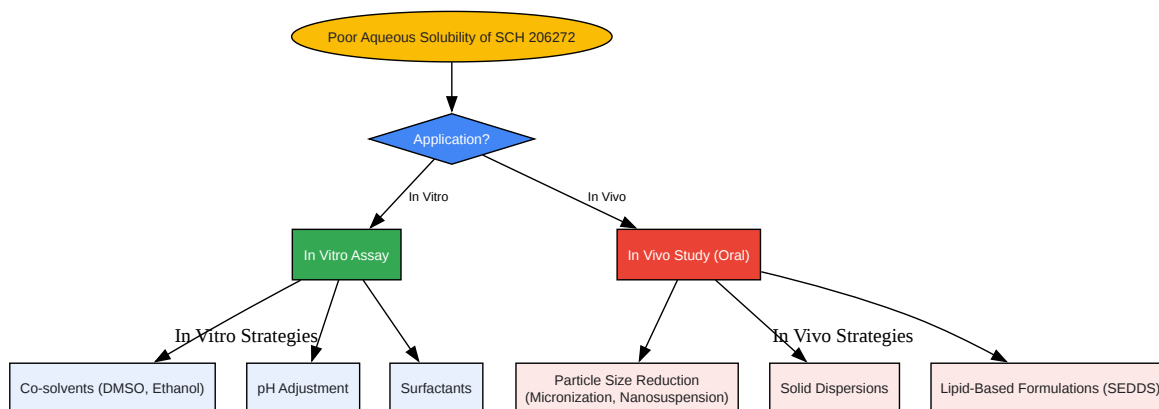 Poor Aqueous Solubility of SCH 206272
Application?
In Vitro
In Vivo
In Vitro Assay
In Vivo Study (Oral)
In Vitro Strategies
In Vivo Strategies
Co-solvents (DMSO, Ethanol)
pH Adjustment
Surfactants
Particle Size Reduction
(Micronization, Nanosuspension)
Solid Dispersions
Lipid-Based Formulations (SEDDS)